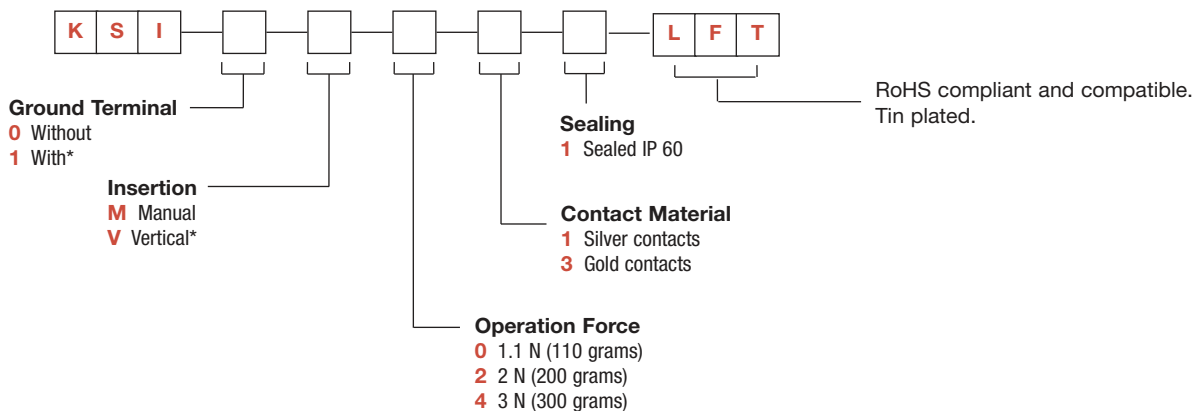 K S I L F T
Ground Terminal
0 Without
1 With*
Insertion
M Manual
V Vertical*
Operation Force
0 1.1 N (110 grams)
2 2 N (200 grams)
4 3 N (300 grams)
Contact Material
1 Silver contacts
3 Gold contacts
Sealing
1 Sealed IP 60
RoHS compliant and compatible.
Tin plated.